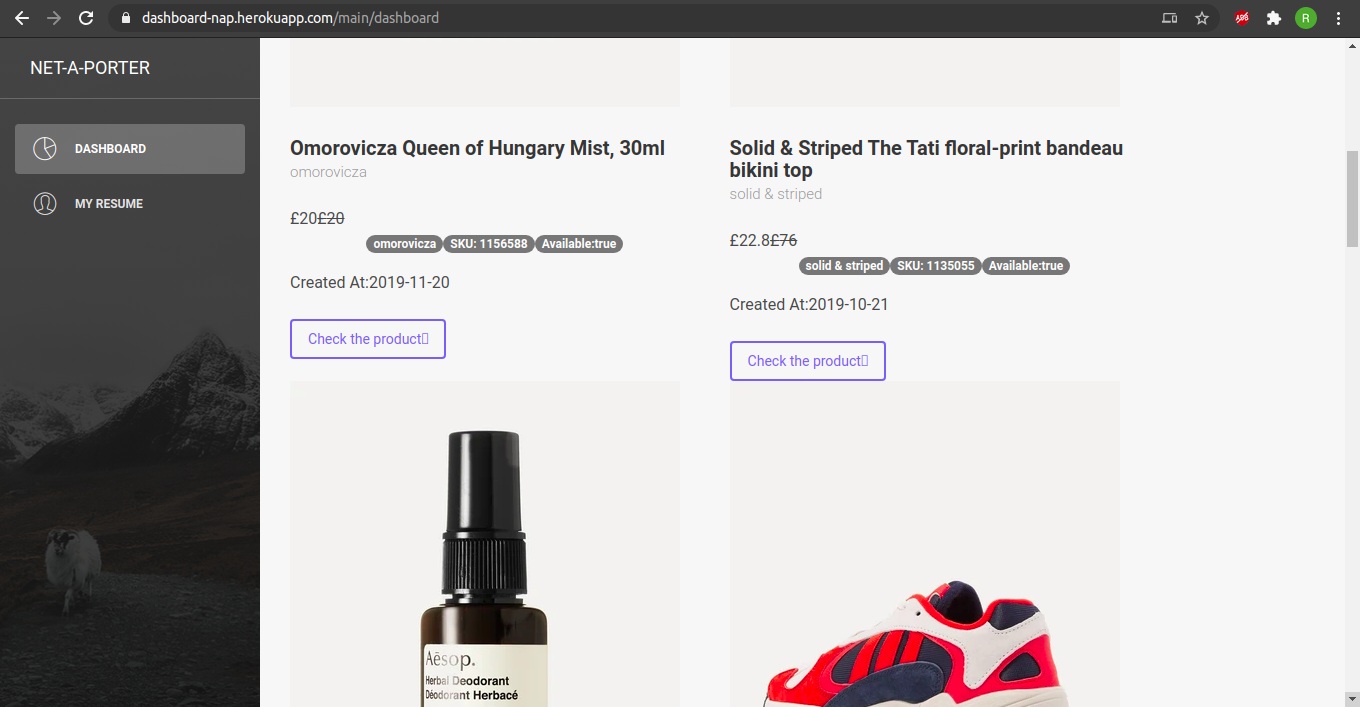 dashboard-nap.herokuapp.com/main/dashboard
ABP
R
NET-A-PORTER
DASHBOARD
MY RESUME
Omorovicza Queen of Hungary Mist, 30ml
omorovicza
£20£20
omorovicza SKU: 1156588 Available:true
Created At:2019-11-20
Check the product
Solid & Striped The Tati floral-print bandeau
bikini top
solid & striped
£22.8£76
solid & striped SKU: 1135055 Available:true
Created At:2019-10-21
Check the product
Aēsop.
Herbal Deodorant
Déodorant Herbacé